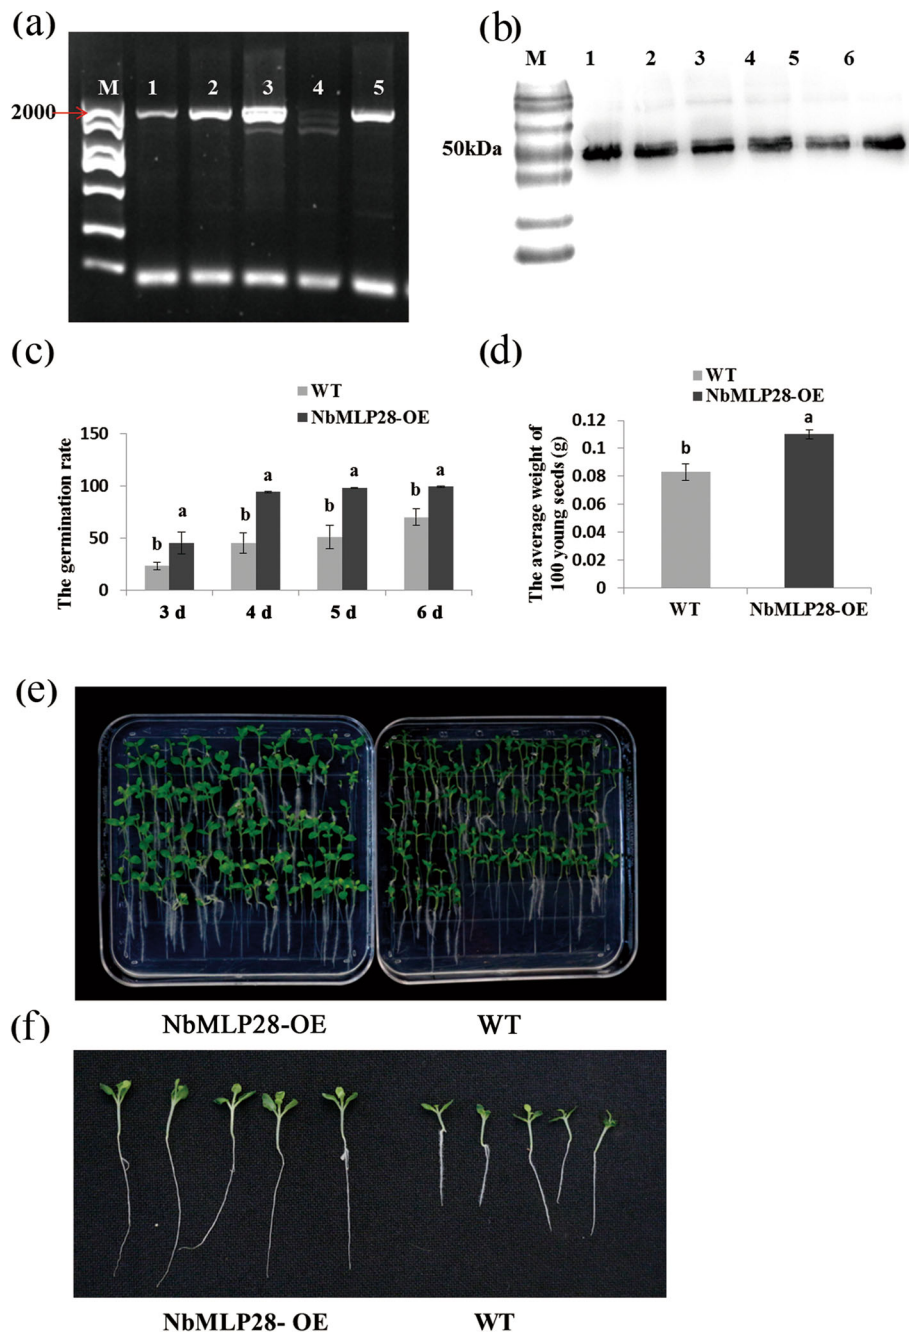 (a)
M 1 2 3 4 5
2000
(b)
M 1 2 3 4 5 6
50kDa
(c)
WT
NbMLP28-OE
The germination rate
150
100
50
0
b a b a b a b a
3 d 4 d 5 d 6 d
(d)
WT
NbMLP28-OE
The average weight of
100 young seeds (g)
0.12
0.1
0.08
0.06
0.04
0.02
0
b a
WT NbMLP28-OE
(e)
NbMLP28-OE WT
(f)
NbMLP28- OE WT